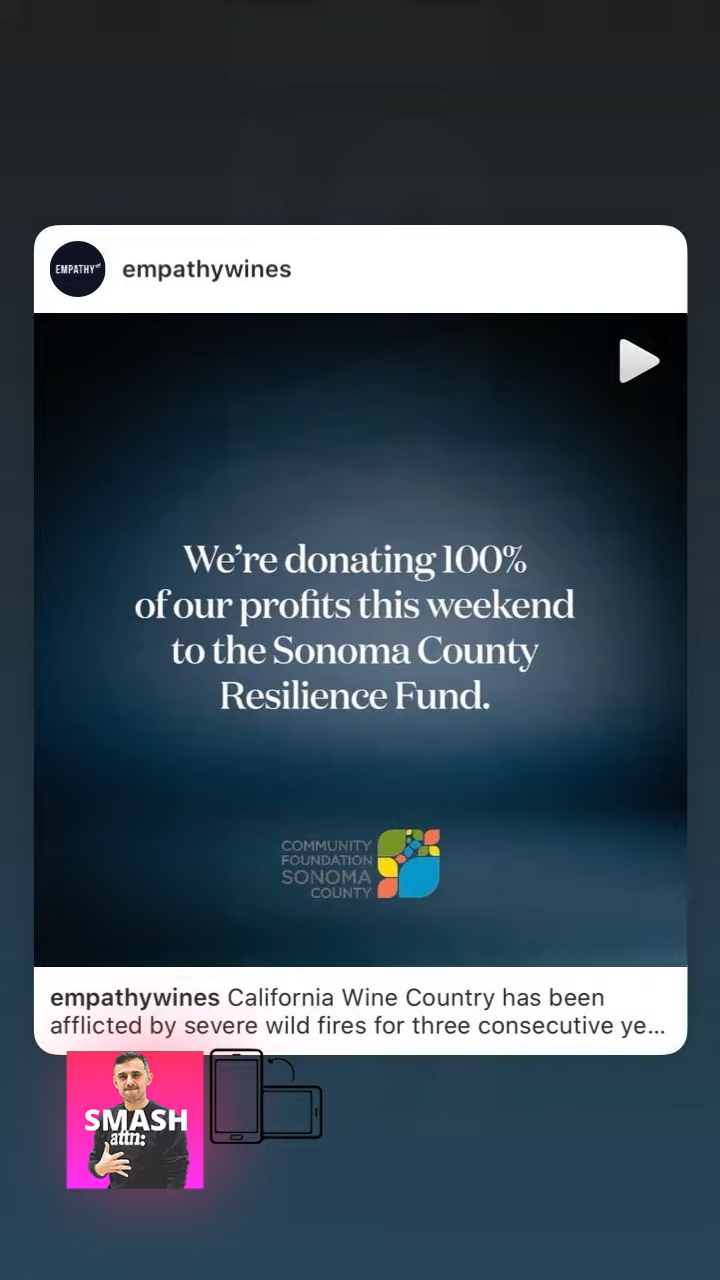 EMPATHY
empathywines
We're donating 100%
of our profits this weekend
to the Sonoma County
Resilience Fund.
COMMUNITY
FOUNDATION
SONOMA
COUNTY
empathywines California Wine Country has been
afflicted by severe wild fires for three consecutive ye...
SMASH
attn: